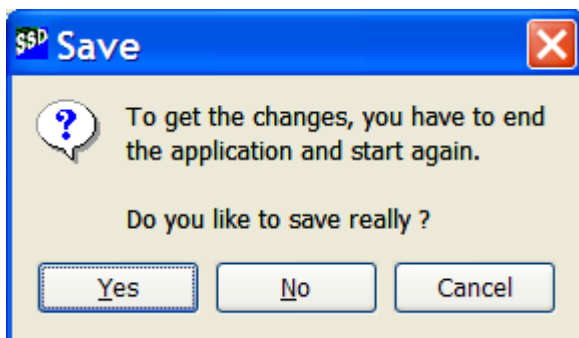 SSD Save
To get the changes, you have to end
the application and start again.
Do you like to save really ?
Yes No Cancel